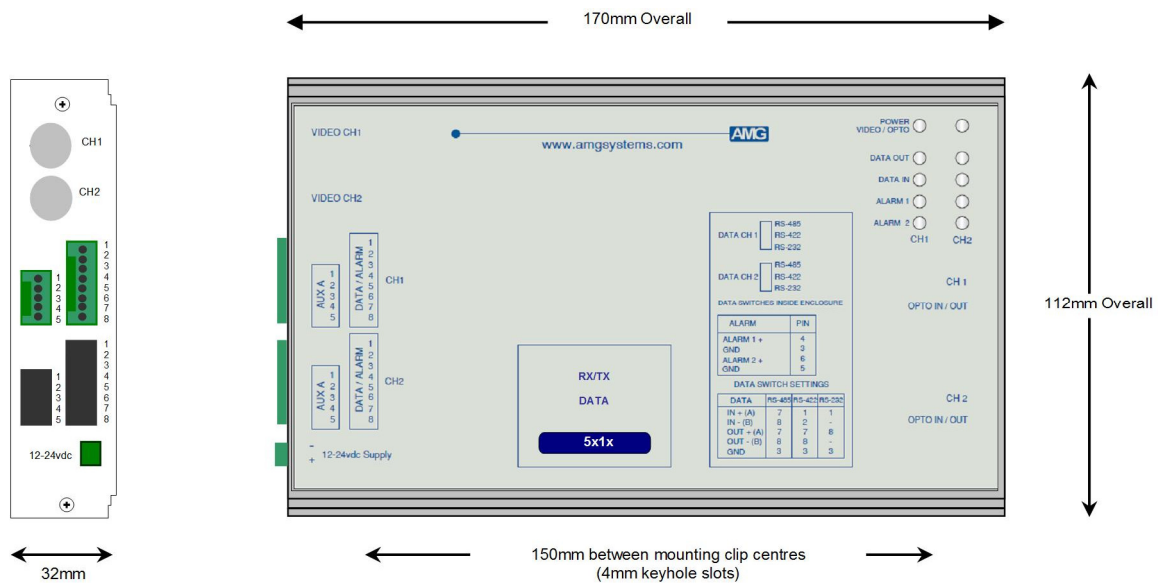 170mm Overall
CH1
CH2
1
2
3
4
5
6
7
8
1
2
3
4
5
1
2
3
4
5
6
7
8
1
2
3
4
5
12-24vdc
32mm
VIDEO CH1
www.amgsystems.com
AMG
VIDEO CH2
AUX A
1
2
3
4
5
DATA / ALARM
1
2
3
4
5
6
7
8
CH1
AUX A
1
2
3
4
5
DATA / ALARM
1
2
3
4
5
6
7
8
CH2
-
+ 12-24vdc Supply
RX/TX
DATA
5x1x
POWER
VIDEO / OPTO
DATA OUT
DATA IN
ALARM 1
ALARM 2
CH1 CH2
DATA CH 1
RS-485
RS-422
RS-232
DATA CH 2
RS-485
RS-422
RS-232
DATA SWITCHES INSIDE ENCLOSURE
ALARM PIN
ALARM 1 + 4
GND 3
ALARM 2 + 6
GND 5
DATA SWITCH SETTINGS
DATA RS-485 RS-422 RS-232
IN + (A) 7 1 1
IN - (B) 8 2 -
OUT + (A) 7 7 8
OUT - (B) 8 8 -
GND 3 3 3
CH 1
OPTO IN / OUT
CH 2
OPTO IN / OUT
112mm Overall
150mm between mounting clip centres
(4mm keyhole slots)